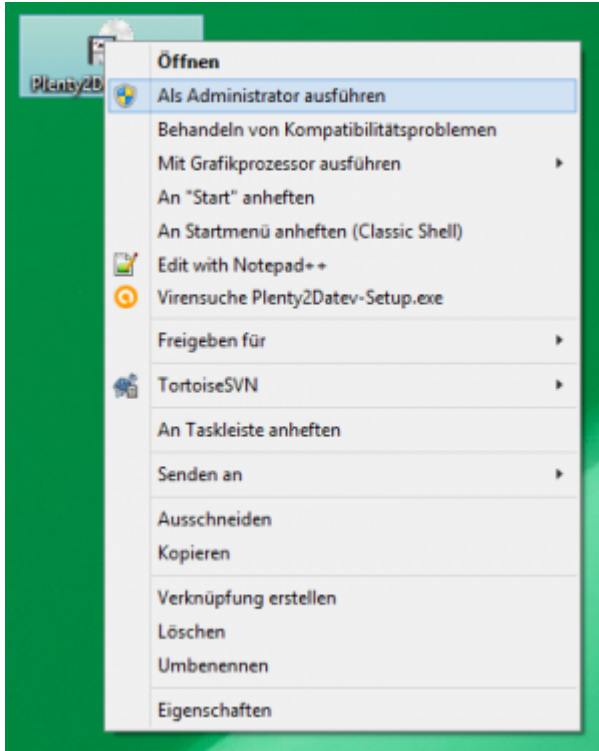 Plenty2D
Öffnen
Als Administrator ausführen
Behandeln von Kompatibilitätsproblemen
Mit Grafikprozessor ausführen
An "Start" anheften
An Startmenü anheften (Classic Shell)
Edit with Notepad++
Virensuche Plenty2Datev-Setup.exe
Freigeben für
TortoiseSVN
An Taskleiste anheften
Senden an
Ausschneiden
Kopieren
Verknüpfung erstellen
Löschen
Umbenennen
Eigenschaften